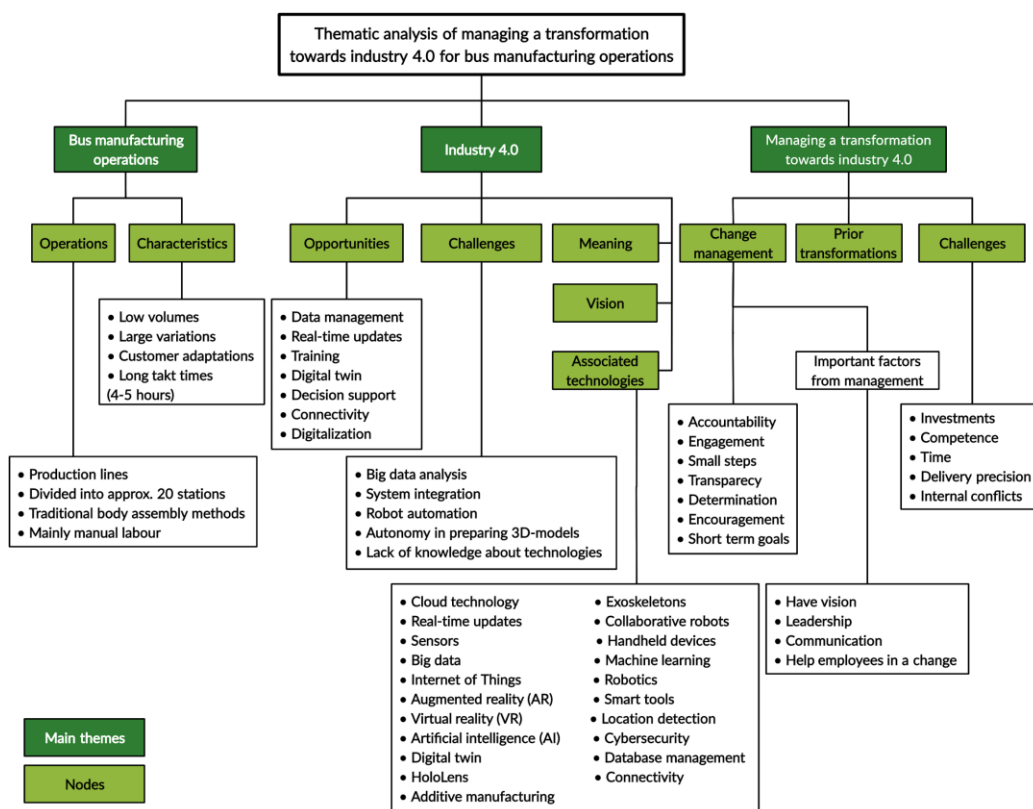 Thematic analysis of managing a transformation
towards industry 4.0 for bus manufacturing operations
Bus manufacturing
operations
Industry 4.0
Managing a transformation
towards industry 4.0
Operations
Characteristics
Opportunities
Challenges
Meaning
Change
management
Prior
transformations
Challenges
Vision
Associated
technologies
• Low volumes
• Large variations
• Customer adaptations
• Long takt times
(4-5 hours)
• Data management
• Real-time updates
• Training
• Digital twin
• Decision support
• Connectivity
• Digitalization
Important factors
from management
• Production lines
• Divided into approx. 20 stations
• Traditional body assembly methods
• Mainly manual labour
• Big data analysis
• System integration
• Robot automation
• Autonomy in preparing 3D-models
• Lack of knowledge about technologies
• Accountability
• Engagement
• Small steps
• Transparecy
• Determination
• Encouragement
• Short term goals
• Investments
• Competence
• Time
• Delivery precision
• Internal conflicts
• Cloud technology
• Real-time updates
• Sensors
• Big data
• Internet of Things
• Augmented reality (AR)
• Virtual reality (VR)
• Artificial intelligence (AI)
• Digital twin
• HoloLens
• Additive manufacturing
• Exoskeletons
• Collaborative robots
• Handheld devices
• Machine learning
• Robotics
• Smart tools
• Location detection
• Cybersecurity
• Database management
• Connectivity
• Have vision
• Leadership
• Communication
• Help employees in a change
Main themes
Nodes